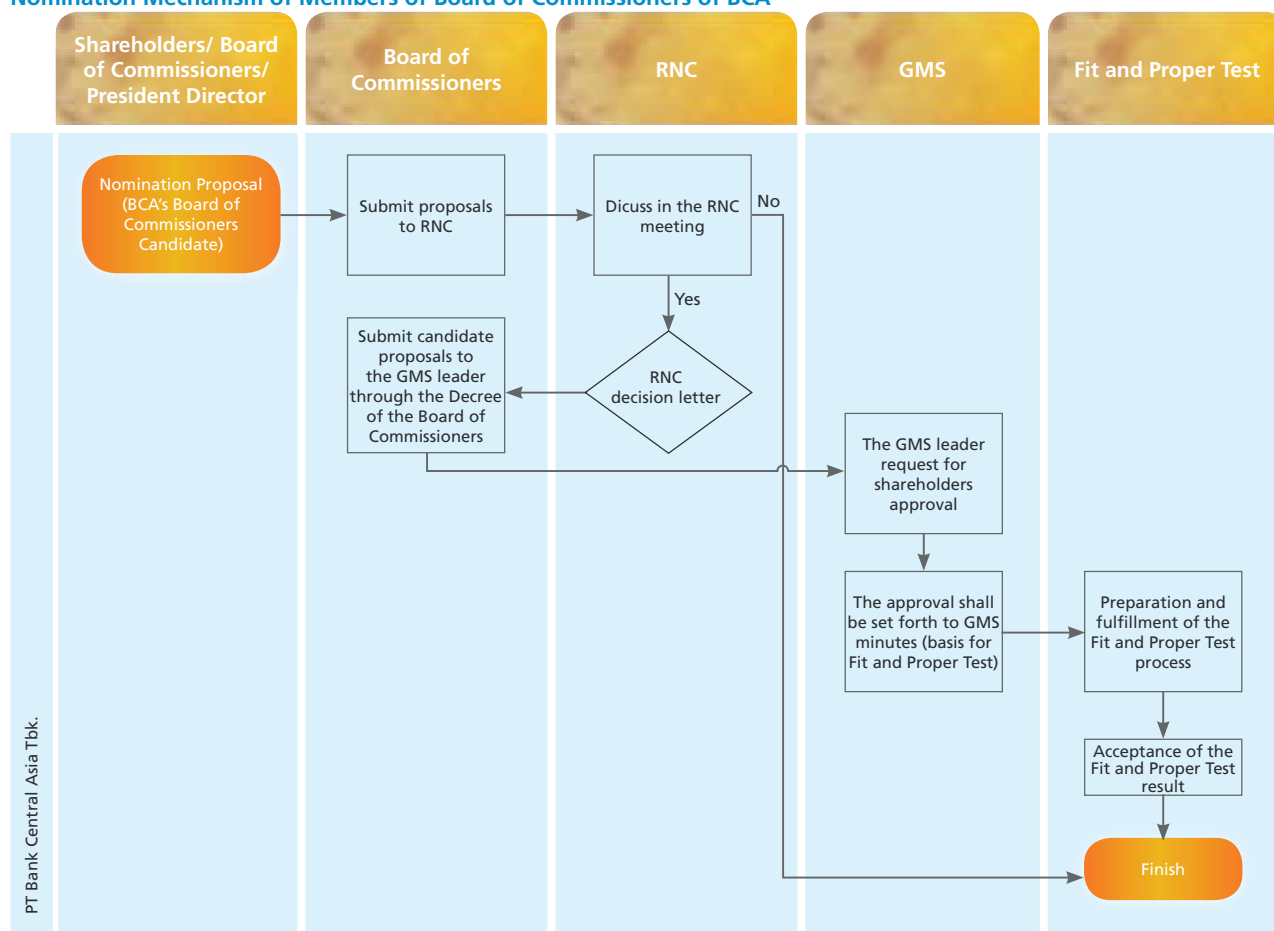 Nomination Mechanism of Members of Board of Commissioners of BCA
Shareholders/ Board
of Commissioners/
President Director
Board of
Commissioners
RNC
GMS
Fit and Proper Test
Nomination Proposal
(BCA's Board of
Commissioners
Candidate)
Submit proposals
to RNC
Dicuss in the RNC
meeting
No
Yes
RNC
decision letter
Submit candidate
proposals to
the GMS leader
through the Decree
of the Board of
Commissioners
The GMS leader
request for
shareholders
approval
The approval shall
be set forth to GMS
minutes (basis for
Fit and Proper Test)
Preparation and
fulfillment of the
Fit and Proper Test
process
Acceptance of the
Fit and Proper Test
result
Finish
PT Bank Central Asia Tbk.